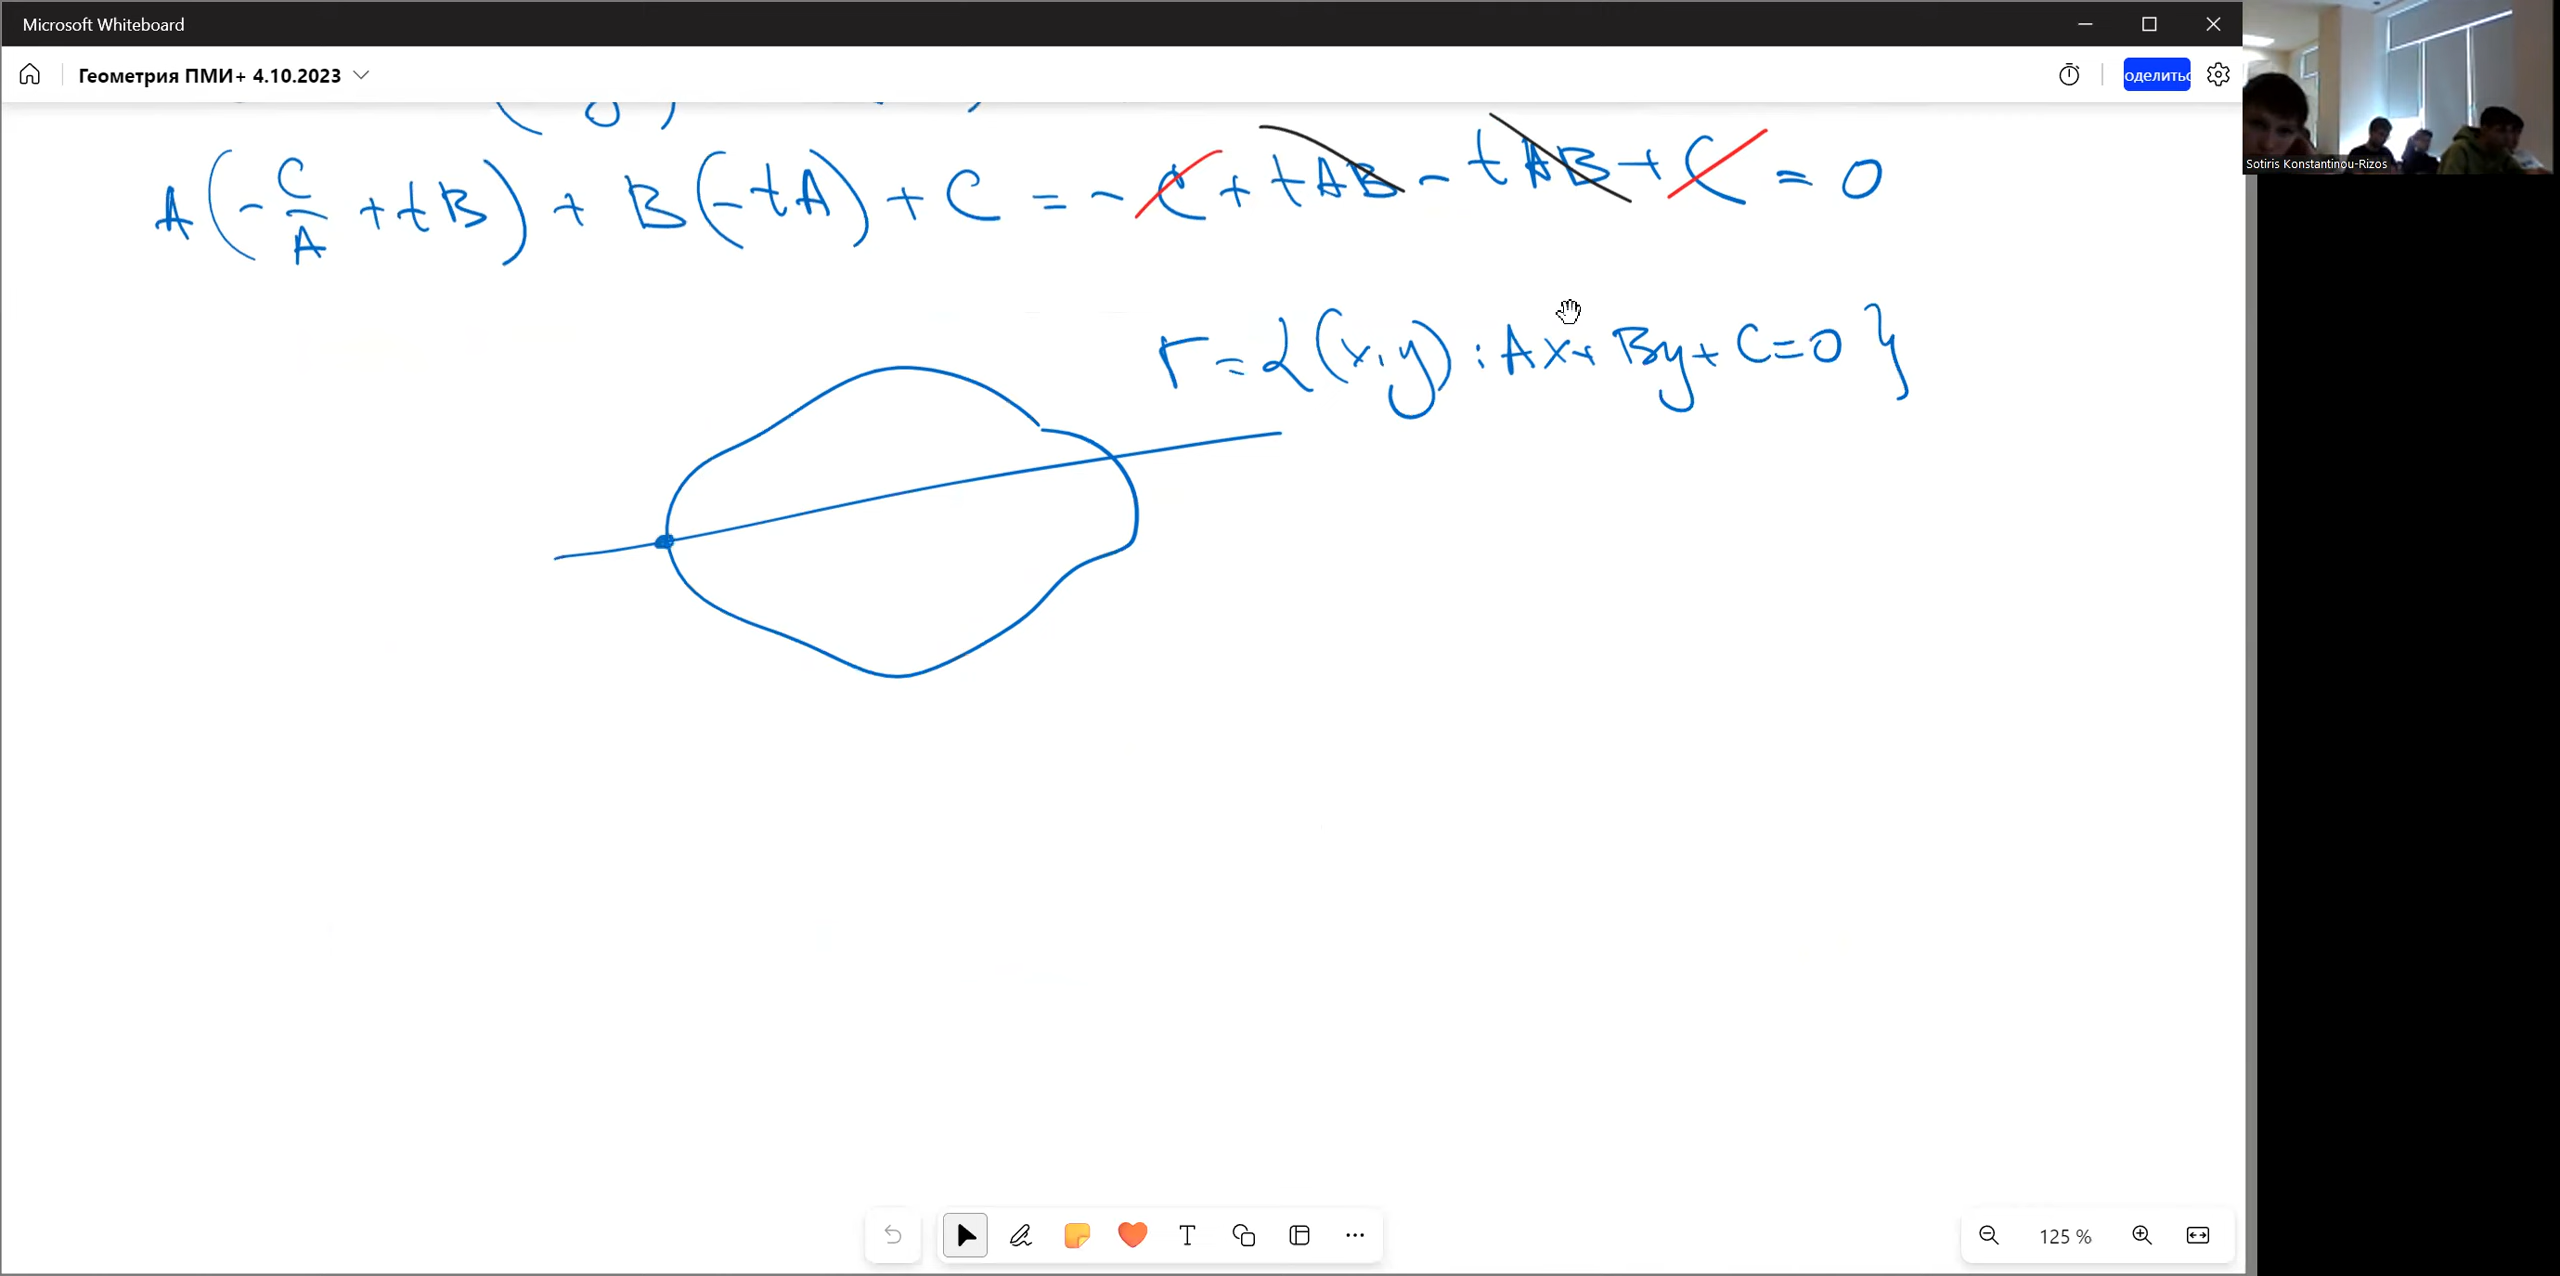 Microsoft Whiteboard
Геометрия ПМИ+ 4.10.2023
оделитьс
Sotiris Konstantinou-Rizos
A(-C/A + tB) + B(-tA) + C = -C + tAB - tAB + C = 0
r = {(x,y) : Ax + By + C = 0}
T
125 %